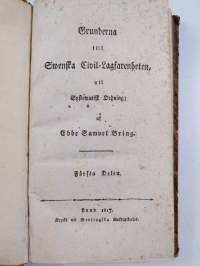 Grunderna
till
Swenska Civil-Lagfarenheten,
uti
Systematisk Ordning;
af
Ebbe Samuel Bring.
Första Delen.
Lund 1817.
Tryckt uti Berlingska Boktryckeriet.